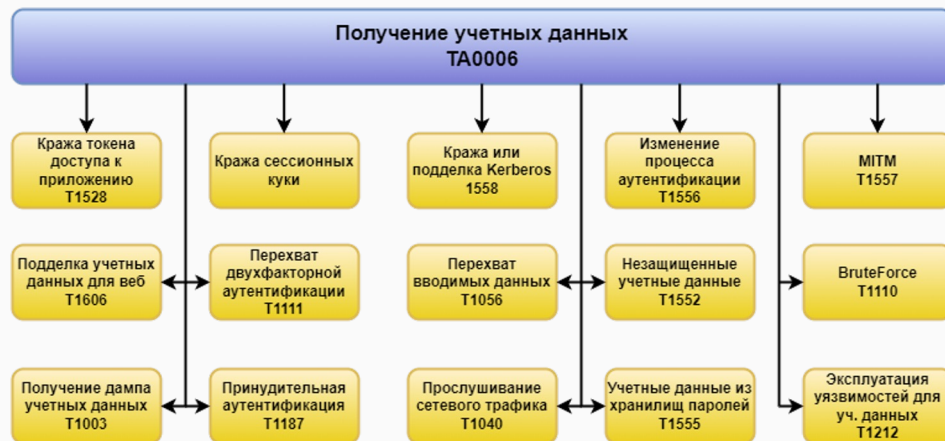 Получение учетных данных
TA0006
Кража токена
доступа к
приложению
T1528
Кража сессионных
куки
Кража или
подделка Kerberos
1558
Изменение
процесса
аутентификации
T1556
MITM
T1557
Подделка учетных
данных для веб
T1606
Перехват
двухфакторной
аутентификации
T1111
Перехват
вводимых данных
T1056
Незащищенные
учетные данные
T1552
BruteForce
T1110
Получение дампа
учетных данных
T1003
Принудительная
аутентификация
T1187
Прослушивание
сетевого трафика
T1040
Учетные данные из
хранилищ паролей
T1555
Эксплуатация
уязвимостей для
уч. данных
T1212